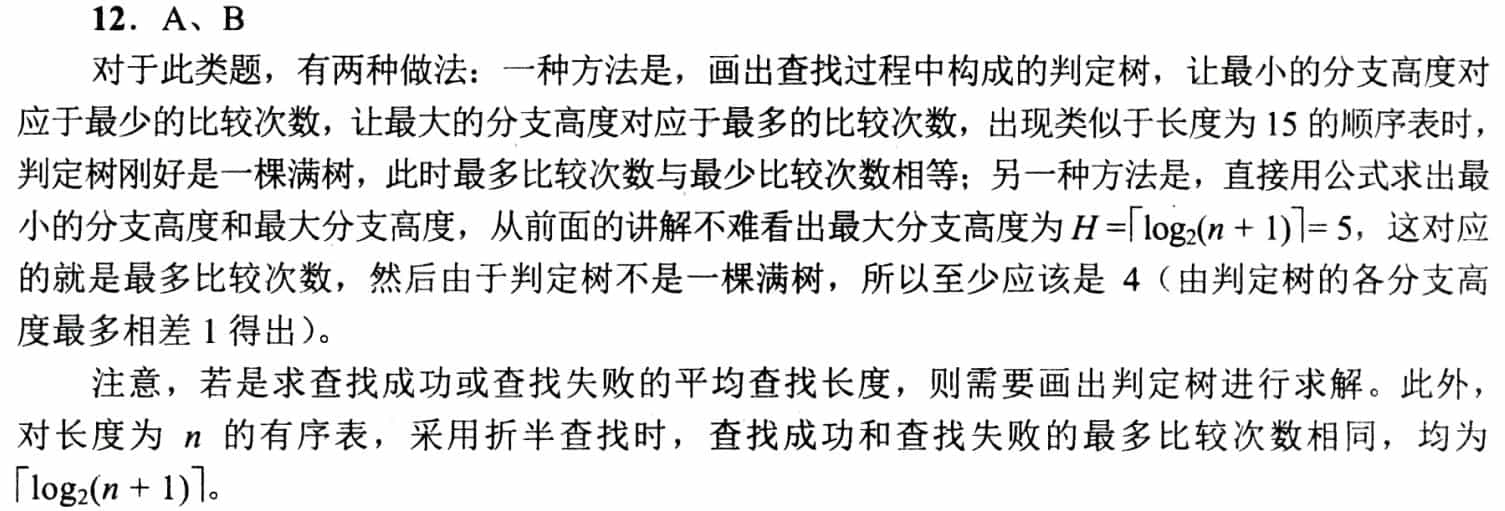 12．A、B
对于此类题，有两种做法：一种方法是，画出查找过程中构成的判定树，让最小的分支高度对
应于最少的比较次数，让最大的分支高度对应于最多的比较次数，出现类似于长度为 15 的顺序表时，
判定树刚好是一棵满树，此时最多比较次数与最少比较次数相等；另一种方法是，直接用公式求出最
小的分支高度和最大分支高度，从前面的讲解不难看出最大分支高度为 H =⌈log₂(n + 1)⌉= 5，这对应
的就是最多比较次数，然后由于判定树不是一棵满树，所以至少应该是 4（由判定树的各分支高
度最多相差 1 得出）。
注意，若是求查找成功或查找失败的平均查找长度，则需要画出判定树进行求解。此外，
对长度为 n 的有序表，采用折半查找时，查找成功和查找失败的最多比较次数相同，均为
⌈log₂(n + 1)⌉。